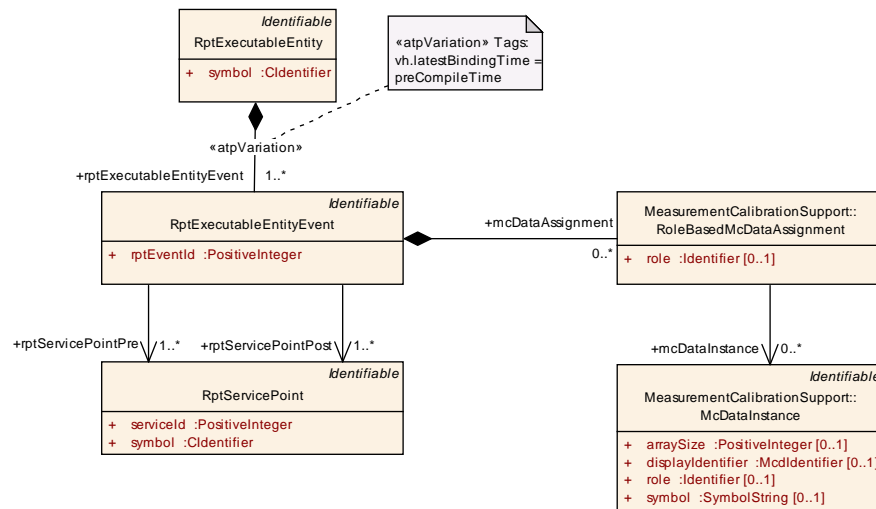 Identifiable
RptExecutableEntity
+ symbol :CIdentifier
«atpVariation» Tags:
vh.latestBindingTime =
preCompileTime
«atpVariation»
+rptExecutableEntityEvent 1..*
Identifiable
RptExecutableEntityEvent
+ rptEventId :PositiveInteger
+mcDataAssignment
0..*
MeasurementCalibrationSupport::
RoleBasedMcDataAssignment
+ role :Identifier [0..1]
+rptServicePointPre 1..*
+rptServicePointPost 1..*
+mcDataInstance 0..*
Identifiable
RptServicePoint
+ serviceId :PositiveInteger
+ symbol :CIdentifier
Identifiable
MeasurementCalibrationSupport::
McDataInstance
+ arraySize :PositiveInteger [0..1]
+ displayIdentifier :McdIdentifier [0..1]
+ role :Identifier [0..1]
+ symbol :SymbolString [0..1]